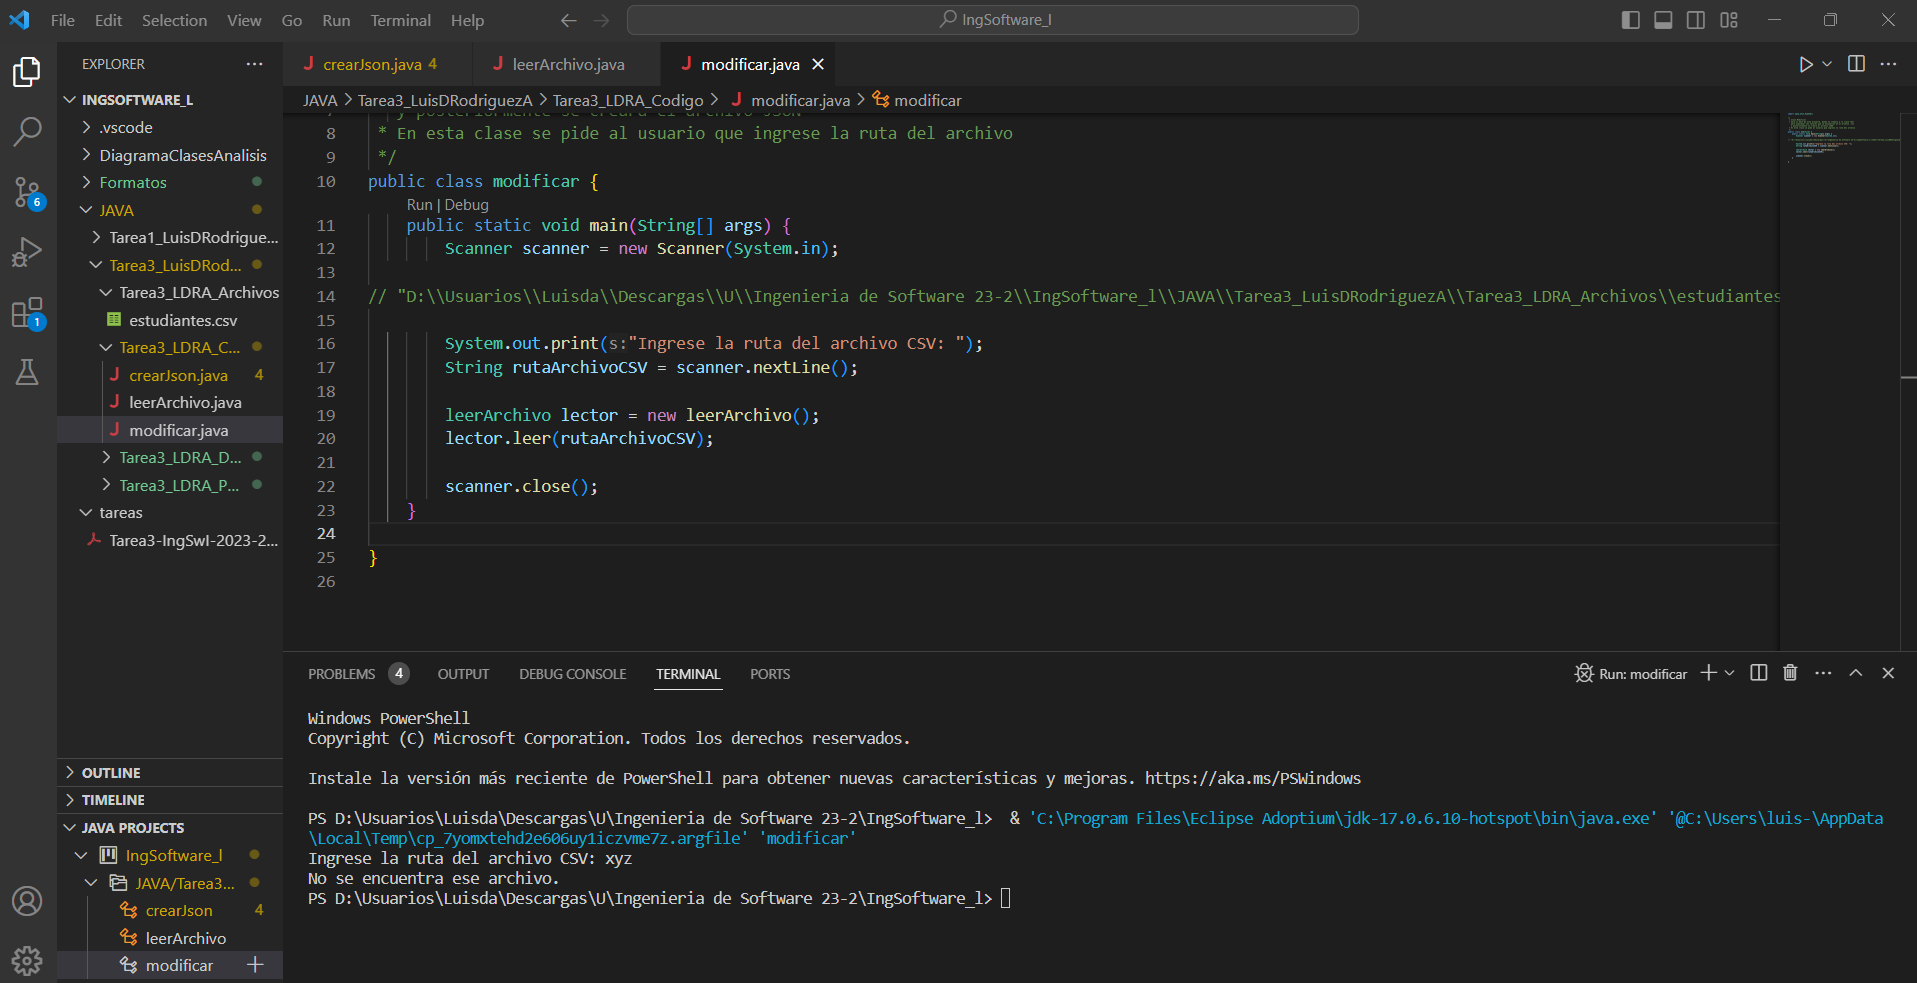 File Edit Selection View Go Run Terminal Help
IngSoftware_l
EXPLORER
INGSOFTWARE_L
.vscode
DiagramaClasesAnalisis
Formatos
JAVA
Tarea1_LuisDRodrigue...
Tarea3_LuisDRod...
Tarea3_LDRA_Archivos
estudiantes.csv
Tarea3_LDRA_C...
crearJson.java 4
leerArchivo.java
modificar.java
Tarea3_LDRA_D...
Tarea3_LDRA_P...
tareas
Tarea3-IngSwI-2023-2...
OUTLINE
TIMELINE
JAVA PROJECTS
IngSoftware_l
JAVA/Tarea3...
crearJson 4
leerArchivo
modificar
6
1
crearJson.java 4 leerArchivo.java modificar.java
JAVA > Tarea3_LuisDRodriguezA > Tarea3_LDRA_Codigo > modificar.java > modificar
7 * y posteriormente se creara el archivo JSON
8 * En esta clase se pide al usuario que ingrese la ruta del archivo
9 */
10 public class modificar {
Run | Debug
11 public static void main(String[] args) {
12 Scanner scanner = new Scanner(System.in);
13
14 // "D:\\Usuarios\\Luisda\\Descargas\\U\\Ingenieria de Software 23-2\\IngSoftware_l\\JAVA\\Tarea3_LuisDRodriguezA\\Tarea3_LDRA_Archivos\\estudiantes
15
16 System.out.print(s:"Ingrese la ruta del archivo CSV: ");
17 String rutaArchivoCSV = scanner.nextLine();
18
19 leerArchivo lector = new leerArchivo();
20 lector.leer(rutaArchivoCSV);
21
22 scanner.close();
23 }
24
25 }
26
PROBLEMS 4 OUTPUT DEBUG CONSOLE TERMINAL PORTS
Run: modificar
Windows PowerShell
Copyright (C) Microsoft Corporation. Todos los derechos reservados.
Instale la versión más reciente de PowerShell para obtener nuevas características y mejoras. https://aka.ms/PSWindows
PS D:\Usuarios\Luisda\Descargas\U\Ingenieria de Software 23-2\IngSoftware_l>  & 'C:\Program Files\Eclipse Adoptium\jdk-17.0.6.10-hotspot\bin\java.exe' '@C:\Users\luis-\AppData
\Local\Temp\cp_7yomxtehd2e606uy1iczvme7z.argfile' 'modificar'
Ingrese la ruta del archivo CSV: xyz
No se encuentra ese archivo.
PS D:\Usuarios\Luisda\Descargas\U\Ingenieria de Software 23-2\IngSoftware_l>